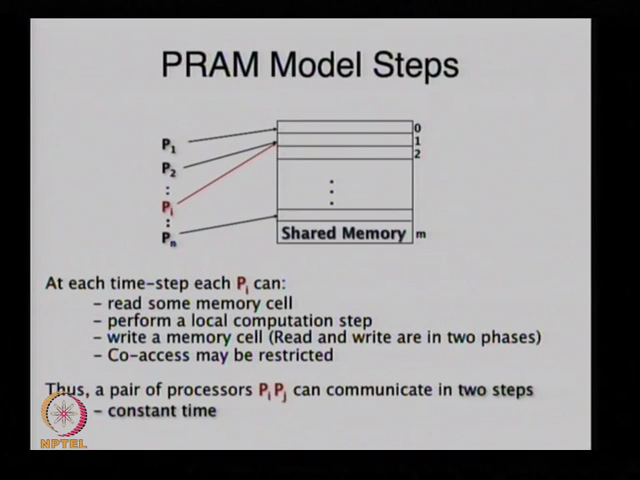 PRAM Model Steps
P1
P2
:
Pi
:
Pn
0
1
2
Shared Memory
m
At each time-step each Pi can:
– read some memory cell
– perform a local computation step
– write a memory cell (Read and write are in two phases)
– Co-access may be restricted
Thus, a pair of processors Pi Pj can communicate in two steps
– constant time
NPTEL